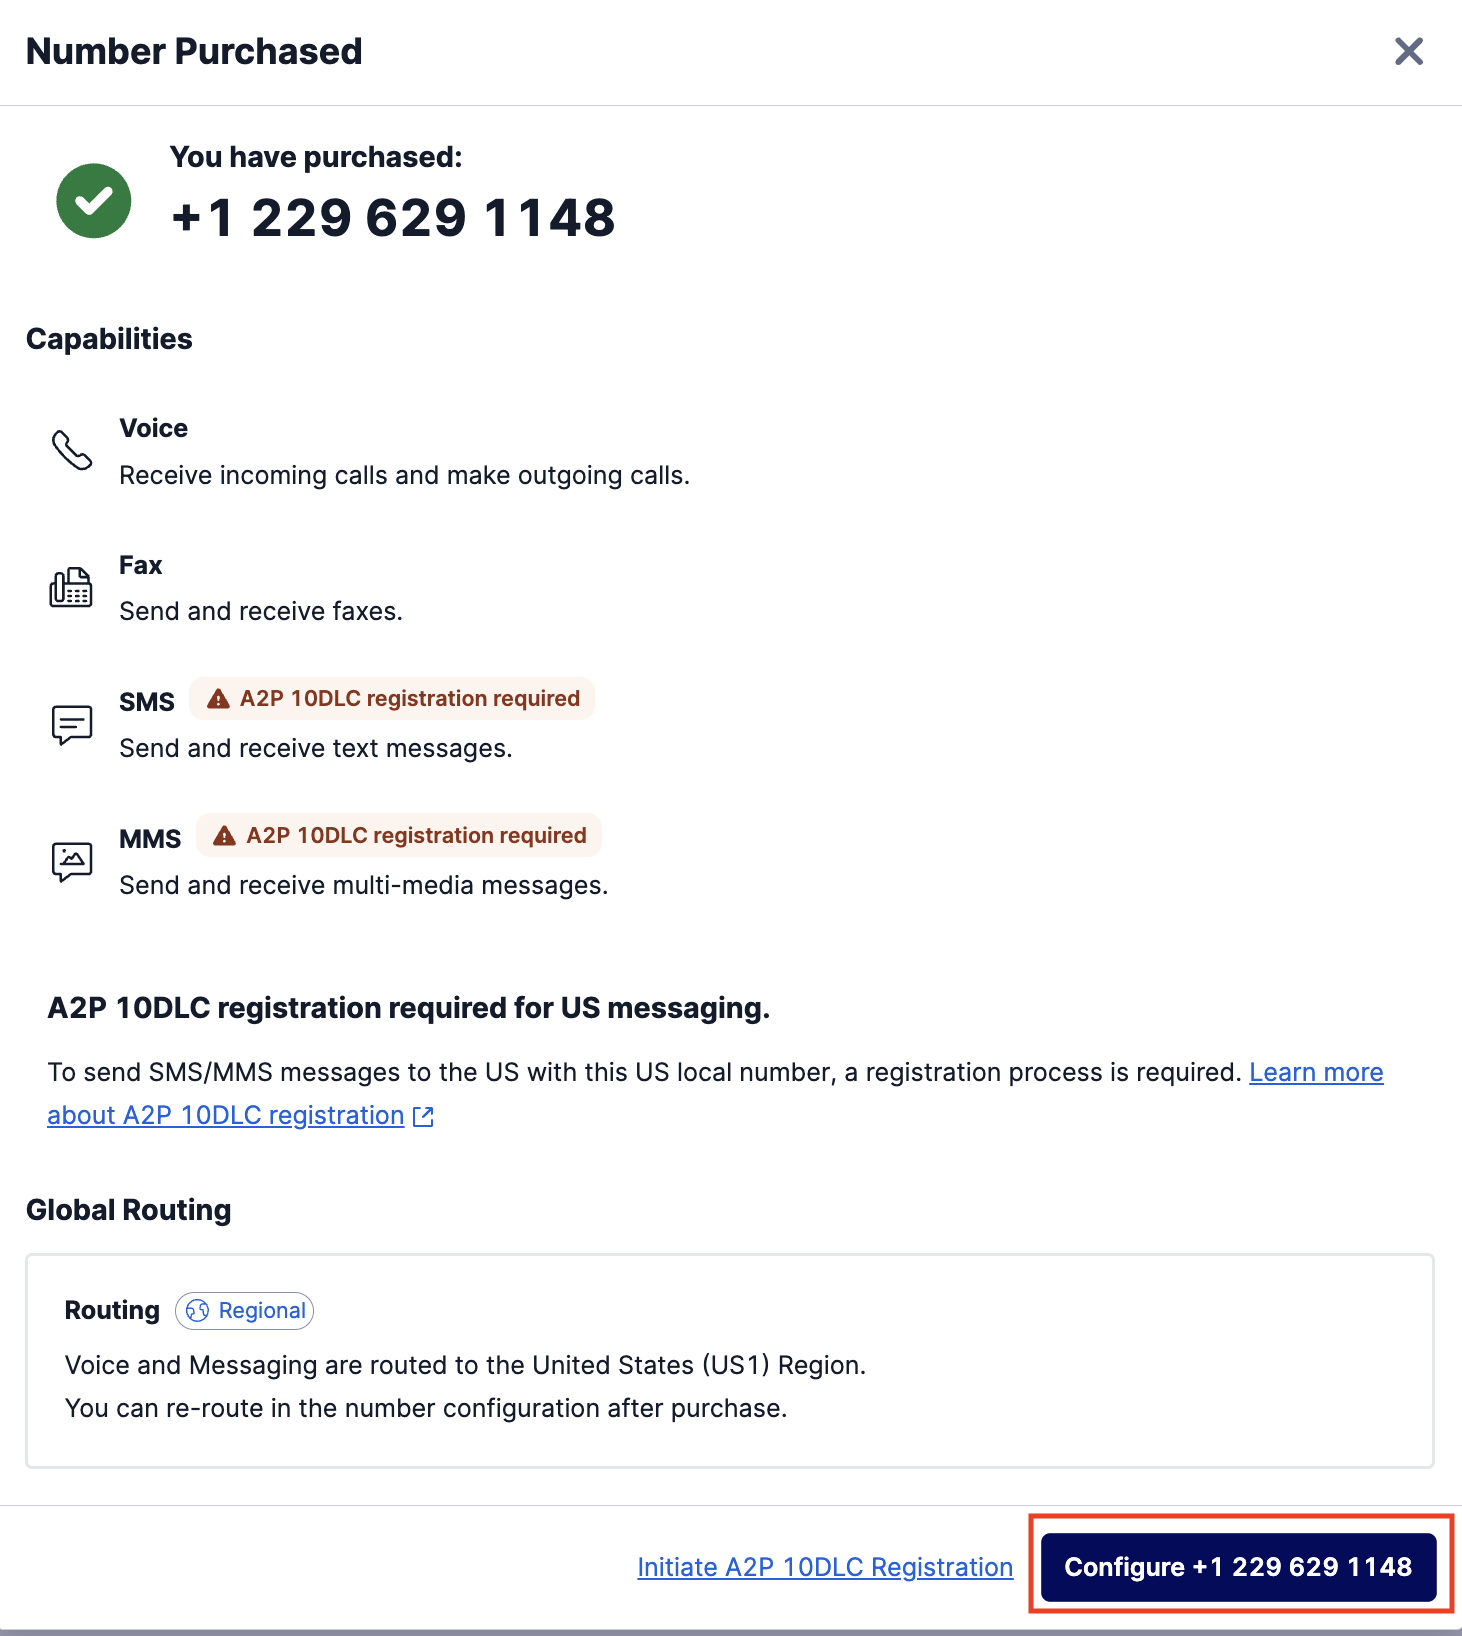 Number Purchased
You have purchased:
+1 229 629 1148
Capabilities
Voice
Receive incoming calls and make outgoing calls.
Fax
Send and receive faxes.
SMS A2P 10DLC registration required
Send and receive text messages.
MMS A2P 10DLC registration required
Send and receive multi-media messages.
A2P 10DLC registration required for US messaging.
To send SMS/MMS messages to the US with this US local number, a registration process is required. Learn more
about A2P 10DLC registration
Global Routing
Routing Regional
Voice and Messaging are routed to the United States (US1) Region.
You can re-route in the number configuration after purchase.
Initiate A2P 10DLC Registration Configure +1 229 629 1148